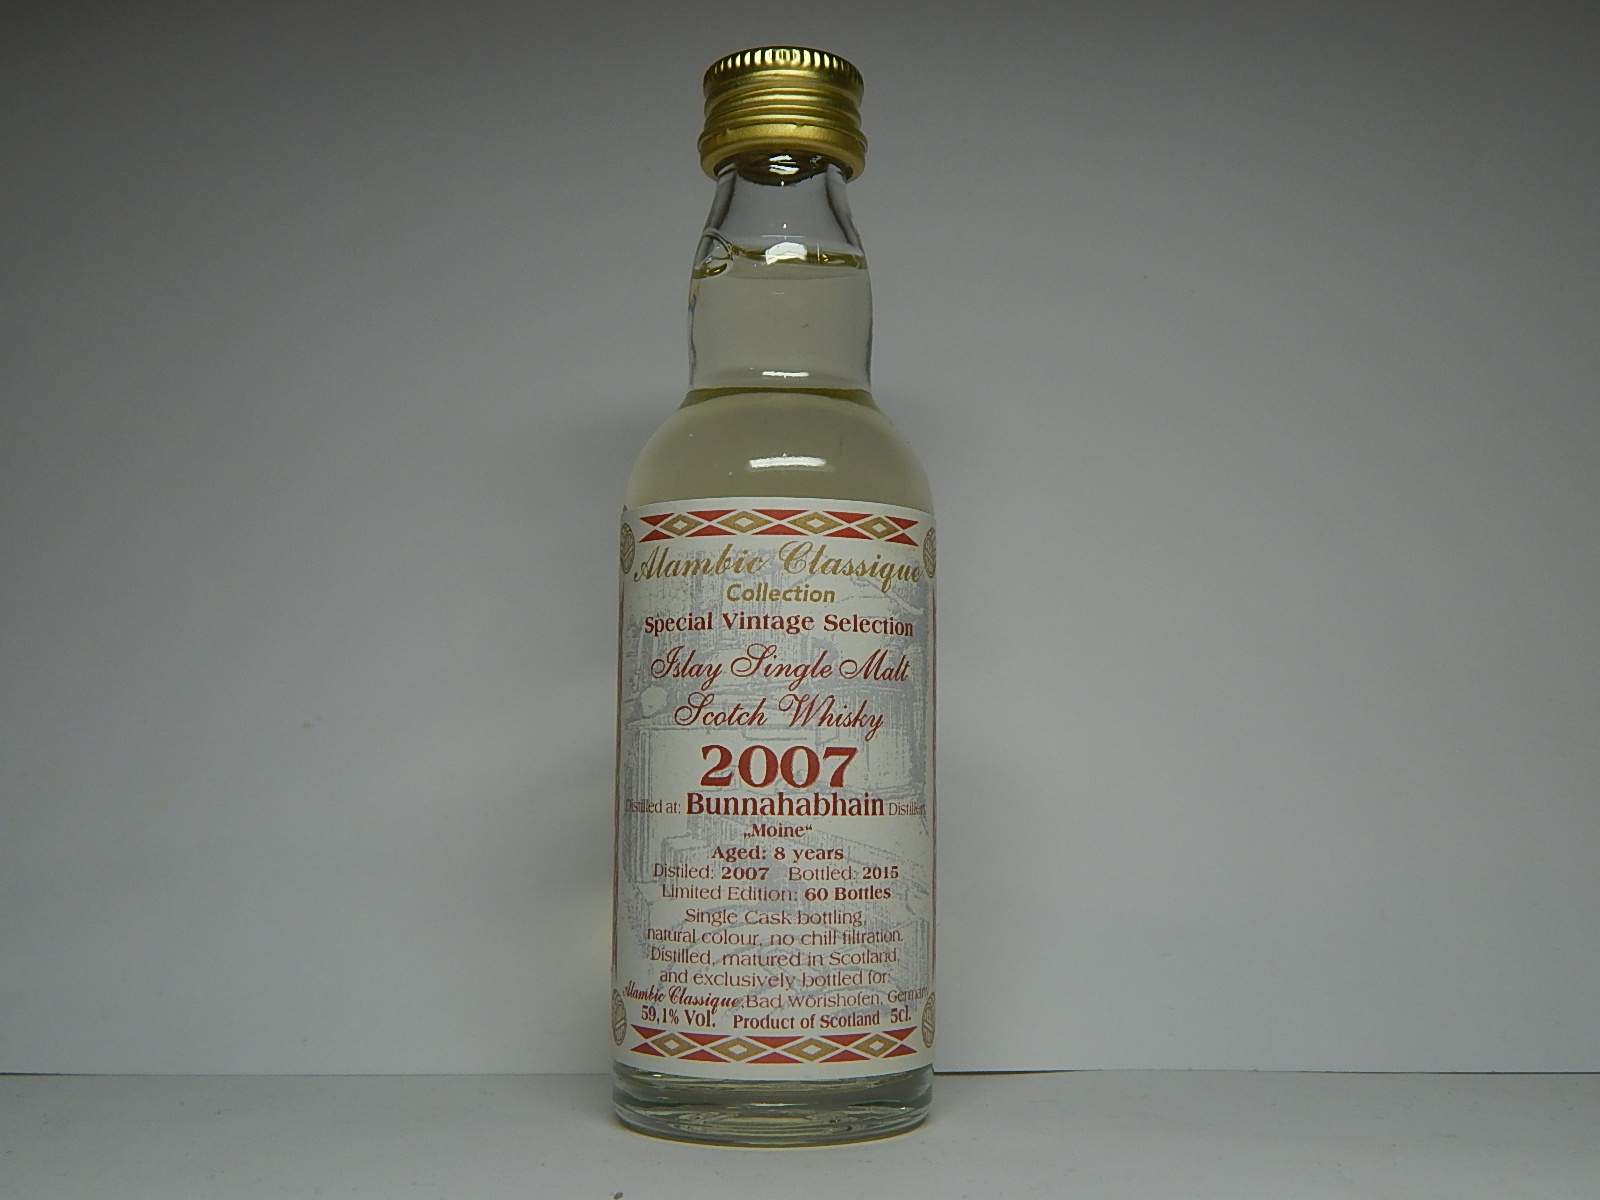 Alambic Classique
Collection
Special Vintage Selection
Islay Single Malt
Scotch Whisky
2007
Distilled at: Bunnahabhain Distillery
„Moine“
Aged: 8 years
Distiled: 2007 Bottled: 2015
Limited Edition: 60 Bottles
Single Cask bottling,
natural colour, no chill filtration.
Distilled, matured in Scotland,
and exclusively bottled for:
Alambic Classique, Bad Wörishofen, Germany
59,1% Vol. Product of Scotland 5cl.